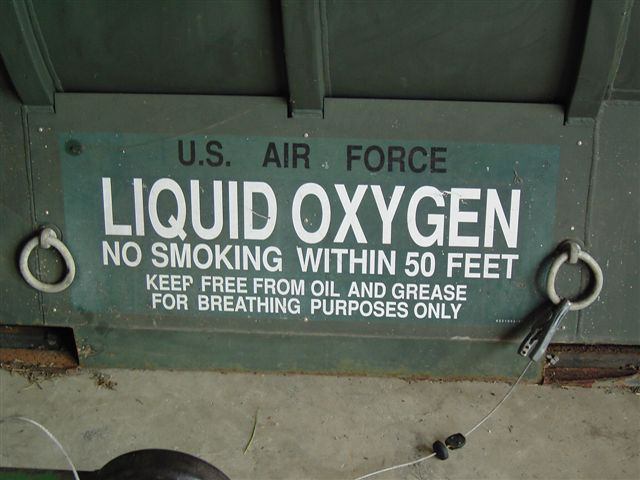 U.S. AIR FORCE
LIQUID OXYGEN
NO SMOKING WITHIN 50 FEET
KEEP FREE FROM OIL AND GREASE
FOR BREATHING PURPOSES ONLY